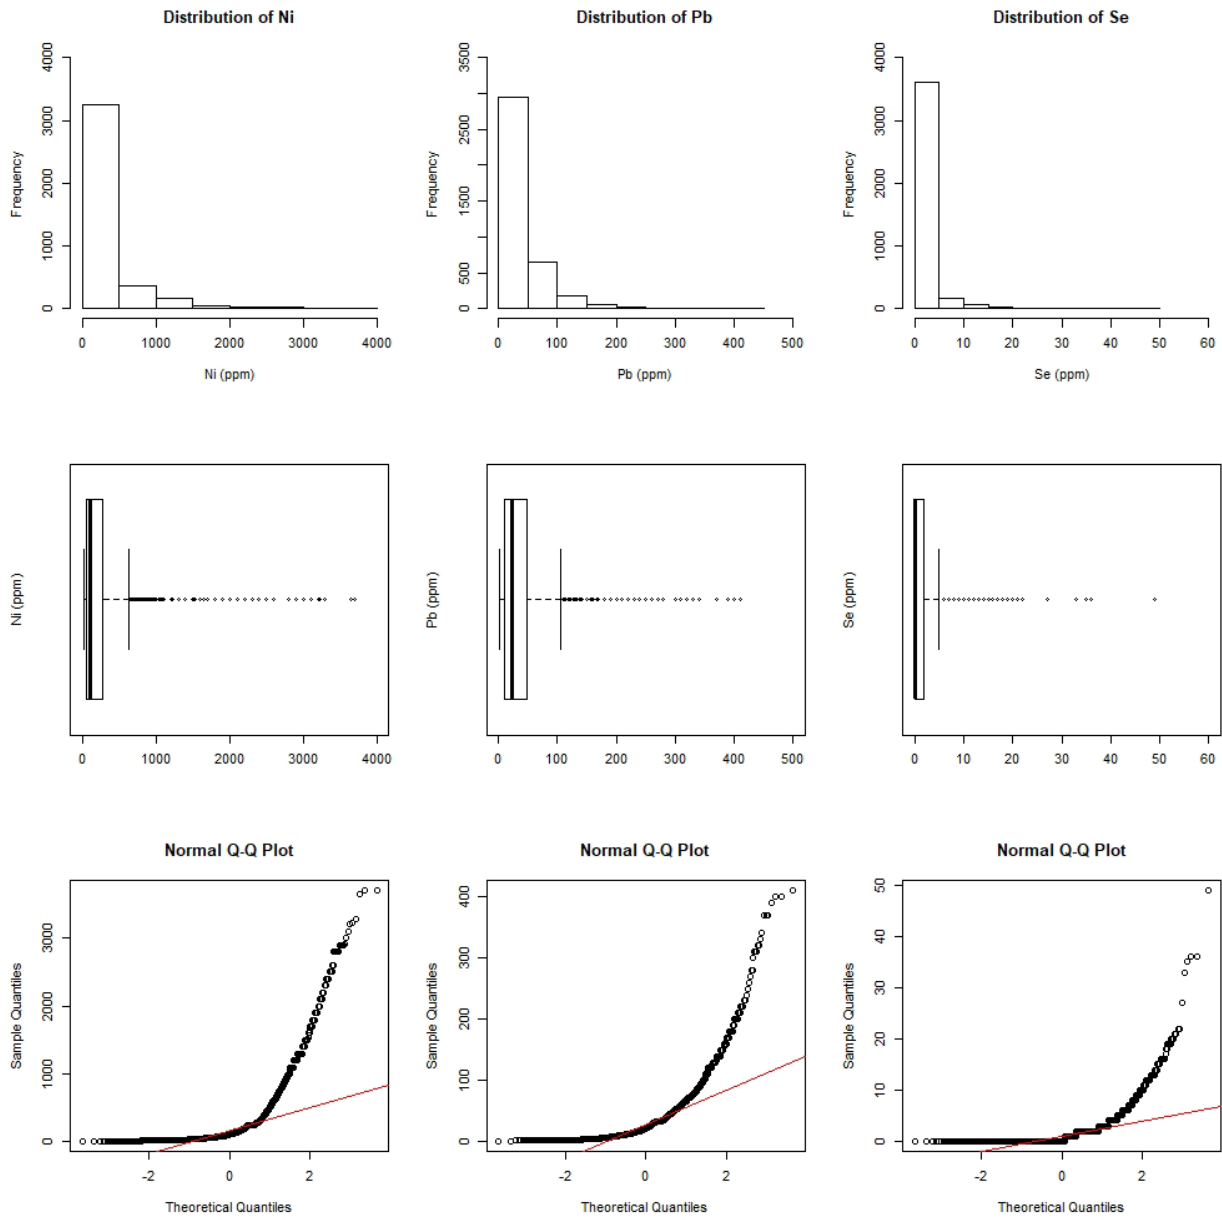 Distribution of Ni
Distribution of Pb
Distribution of Se
Frequency
0 1000 2000 3000 4000
0 1000 2000 3000 4000
Ni (ppm)
Frequency
0 500 1500 2500 3500
0 100 200 300 400 500
Pb (ppm)
Frequency
0 1000 2000 3000 4000
0 10 20 30 40 50 60
Se (ppm)
Ni (ppm)
0 1000 2000 3000 4000
Pb (ppm)
0 100 200 300 400 500
Se (ppm)
0 10 20 30 40 50 60
Normal Q-Q Plot
Normal Q-Q Plot
Normal Q-Q Plot
Sample Quantiles
0 1000 2000 3000
-2 0 2
Theoretical Quantiles
Sample Quantiles
0 100 200 300 400
-2 0 2
Theoretical Quantiles
Sample Quantiles
0 10 20 30 40 50
-2 0 2
Theoretical Quantiles